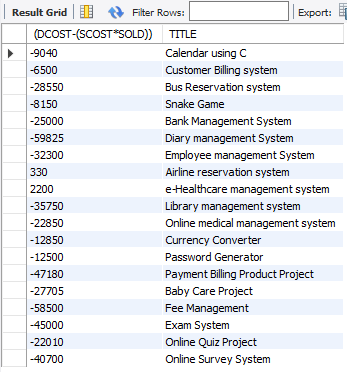 Result Grid Filter Rows: Export:
(DCOST-(SCOST*SOLD)) TITLE
-9040 Calendar using C
-6500 Customer Billing system
-28550 Bus Reservation system
-8150 Snake Game
-25000 Bank Management System
-59825 Diary management System
-32300 Employee management System
330 Airline reservation system
2200 e-Healthcare management system
-35750 Library management system
-22850 Online medical management system
-12850 Currency Converter
-12500 Password Generator
-47180 Payment Billing Product Project
-27705 Baby Care Project
-58500 Fee Management
-45000 Exam System
-22010 Online Quiz Project
-40700 Online Survey System